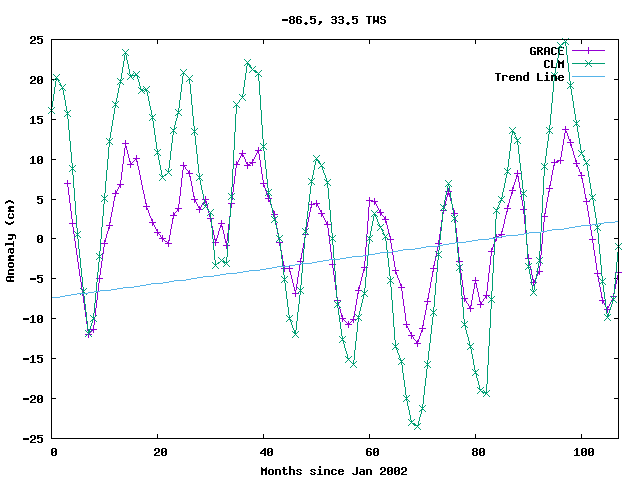 -86.5, 33.5 TWS
GRACE
CLM
Trend Line
25
20
15
10
5
0
-5
-10
-15
-20
-25
Anomaly (cm)
0 20 40 60 80 100
Months since Jan 2002